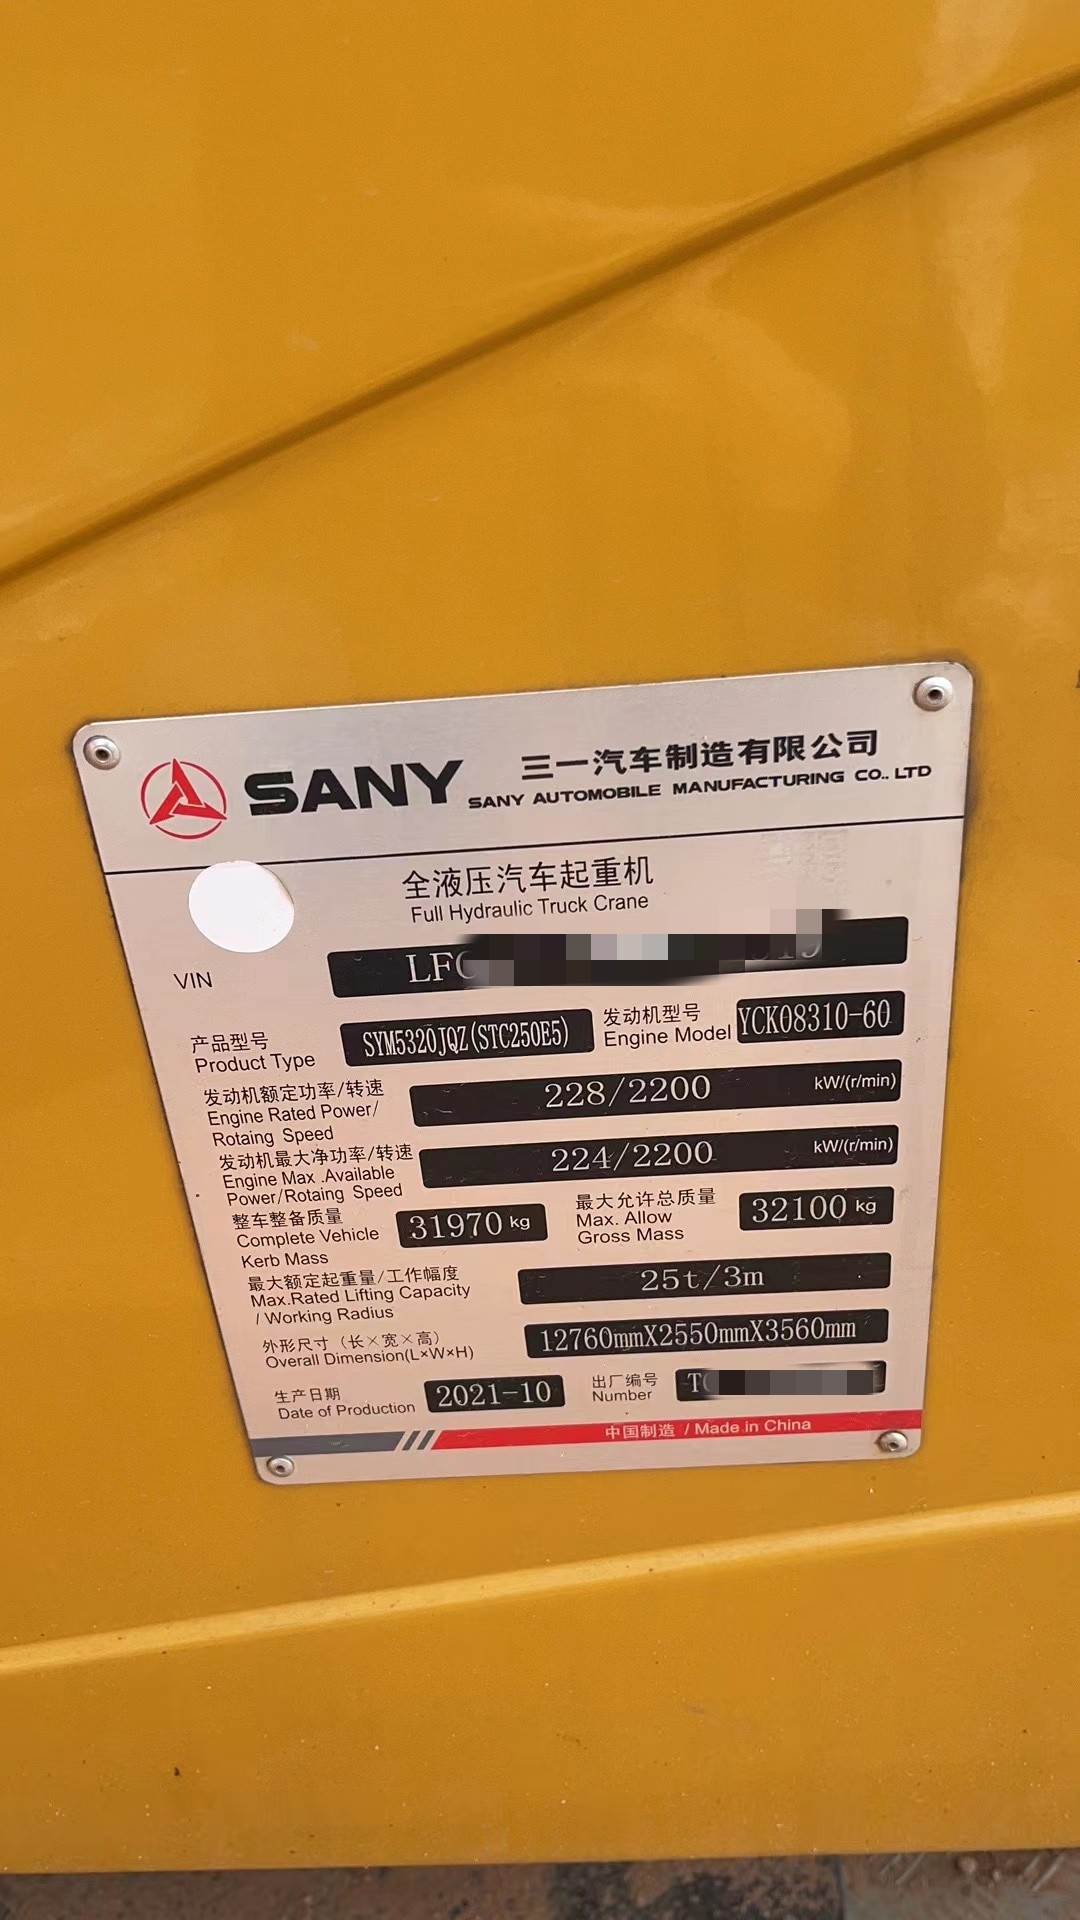 SANY 三一汽车制造有限公司
SANY AUTOMOBILE MANUFACTURING CO., LTD
全液压汽车起重机
Full Hydraulic Truck Crane
VIN
产品型号 SYM5320JQZ(STC250E5) 发动机型号 YCK08310-60
Product Type Engine Model
发动机额定功率/转速 228/2200 kW/(r/min)
Engine Rated Power/
Rotaing Speed
发动机最大净功率/转速 224/2200 kW/(r/min)
Engine Max .Available
Power/Rotaing Speed
整车整备质量 31970 kg 最大允许总质量 32100 kg
Complete Vehicle Max. Allow
Kerb Mass Gross Mass
最大额定起重量/工作幅度 25t/3m
Max.Rated Lifting Capacity
/ Working Radius
外形尺寸（长×宽×高） 12760mmX2550mmX3560mm
Overall Dimension(L×W×H)
生产日期 2021-10 出厂编号
Date of Production Number
中国制造 / Made in China